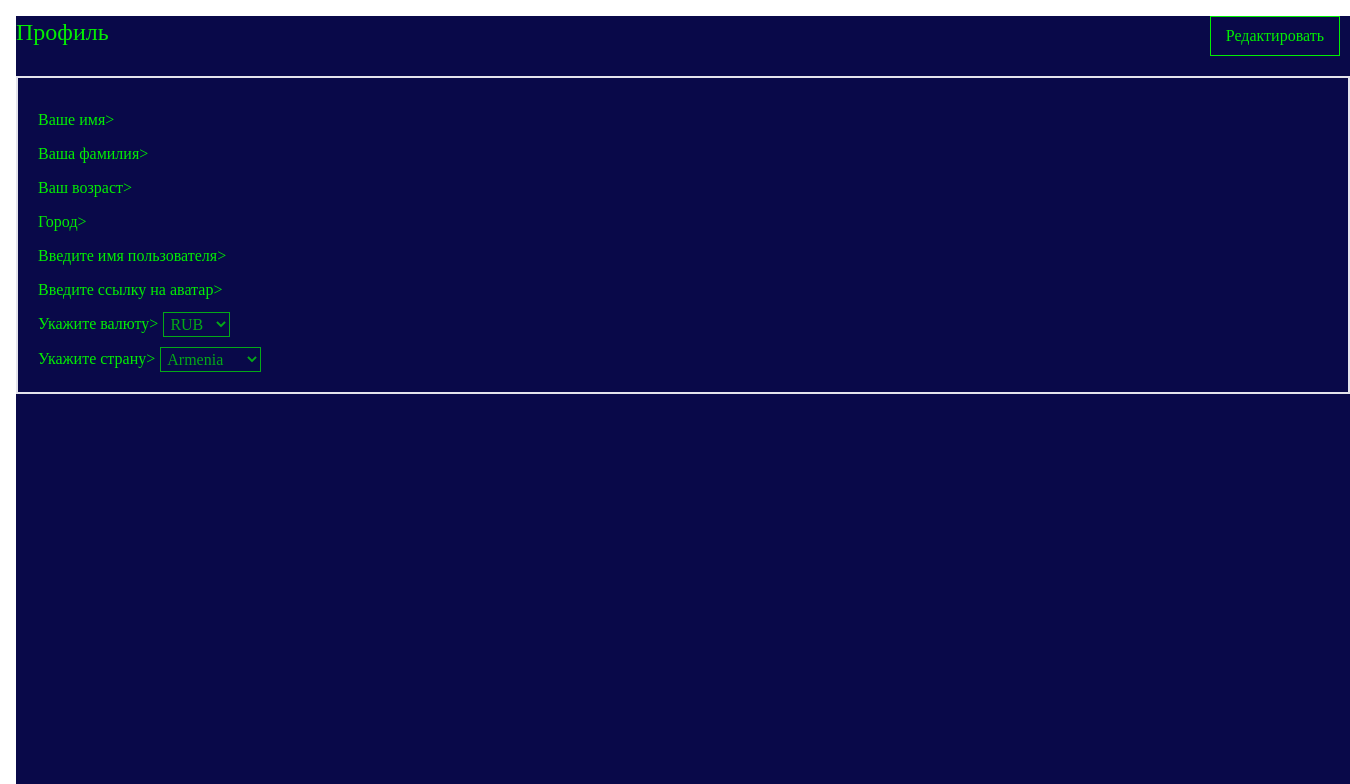 Профиль
Редактировать
Ваше имя>
Ваша фамилия>
Ваш возраст>
Город>
Введите имя пользователя>
Введите ссылку на аватар>
Укажите валюту> RUB
Укажите страну> Armenia